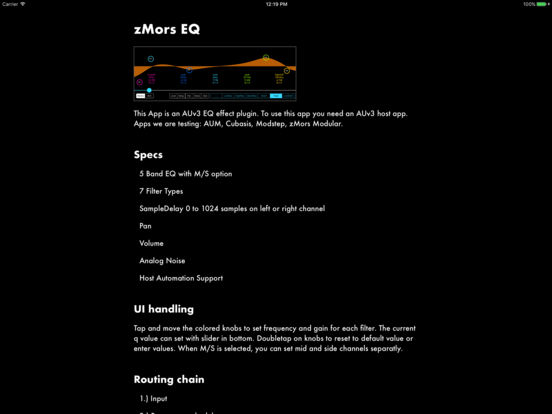 Carrier 12:19 PM 100%
zMors EQ
This App is an AUv3 EQ effect plugin. To use this app you need an AUv3 host app.
Apps we are testing: AUM, Cubasis, Modstep, zMors Modular.
Specs
5 Band EQ with M/S option
7 Filter Types
SampleDelay 0 to 1024 samples on left or right channel
Pan
Volume
Analog Noise
Host Automation Support
UI handling
Tap and move the colored knobs to set frequency and gain for each filter. The current
q value can set with slider in bottom. Doubletap on knobs to reset to default value or
enter values. When M/S is selected, you can set mid and side channels separatly.
Routing chain
1.) Input